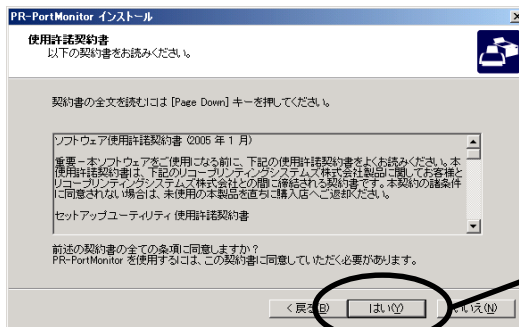 PR-PortMonitor インストール
使用許諾契約書
以下の契約書をお読みください。
契約書の全文を読むには [Page Down] キーを押してください。
ソフトウェア使用許諾契約書 (2005 年 1 月)
重要－本ソフトウェアをご使用になる前に、下記の使用許諾契約書をよくお読みください。本
使用許諾契約書は、下記のリコープリンティングシステムズ株式会社製品に関してお客様と
リコープリンティングシステムズ株式会社との間に締結される契約書です。本契約の諸条件
に同意されない場合は、未使用の本製品を直ちに購入店へご返却ください。
セットアップユーティリティ 使用許諾契約書
前述の契約書の全ての条項に同意しますか?
PR-PortMonitor を使用するには、この契約書に同意していただく必要があります。
< 戻る(B)
はい(Y)
いいえ(N)